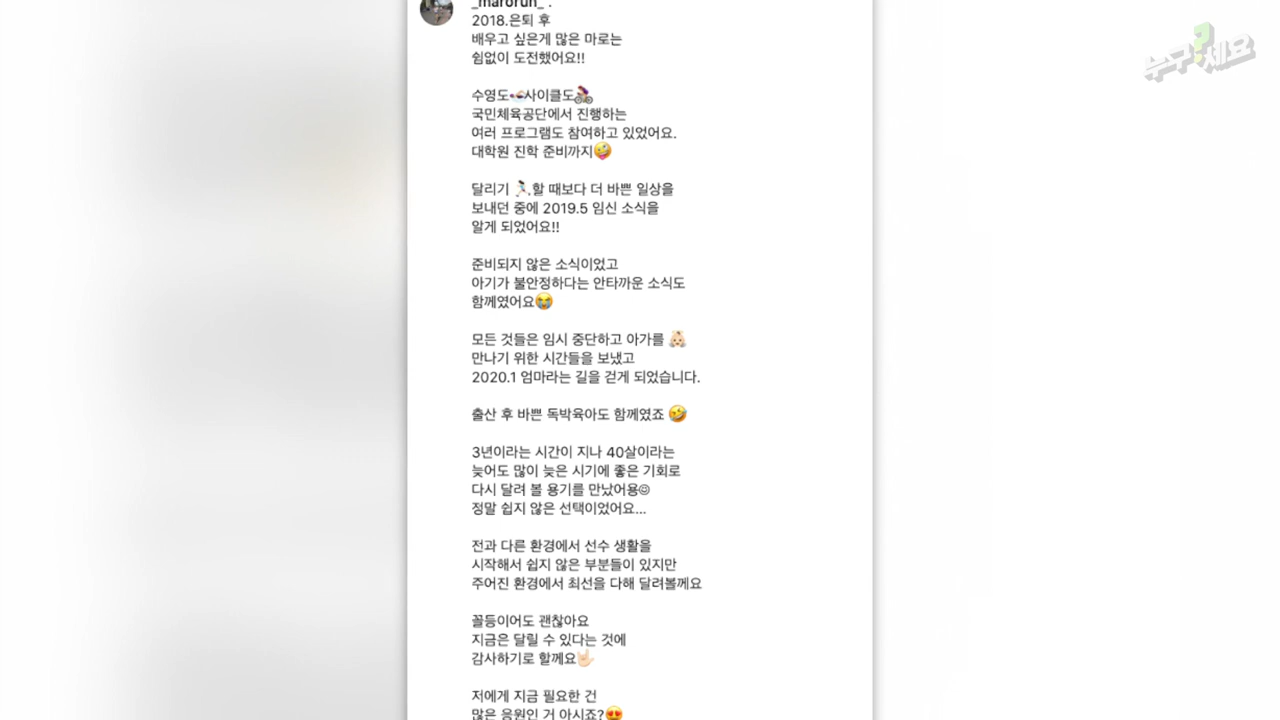 _marorun_ .
2018.은퇴 후
배우고 싶은게 많은 마로는
쉼없이 도전했어요!!
수영도🏊사이클도🚴
국민체육공단에서 진행하는
여러 프로그램도 참여하고 있었어요.
대학원 진학 준비까지🤪
달리기 🏃할 때보다 더 바쁜 일상을
보내던 중에 2019.5 임신 소식을
알게 되었어요!!
준비되지 않은 소식이었고
아기가 불안정하다는 안타까운 소식도
함께였어요😭
모든 것들은 임시 중단하고 아가를 👶🏻
만나기 위한 시간들을 보냈고
2020.1 엄마라는 길을 걷게 되었습니다.
출산 후 바쁜 독박육아도 함께였죠 🤣
3년이라는 시간이 지나 40살이라는
늦어도 많이 늦은 시기에 좋은 기회로
다시 달려 볼 용기를 만났어용☺
정말 쉽지 않은 선택이었어요...
전과 다른 환경에서 선수 생활을
시작해서 쉽지 않은 부분들이 있지만
주어진 환경에서 최선을 다해 달려볼께요
꼴등이어도 괜찮아요
지금은 달릴 수 있다는 것에
감사하기로 할께요🤟🏻
저에게 지금 필요한 건
많은 응원인 거 아시죠?😍
누구?세요